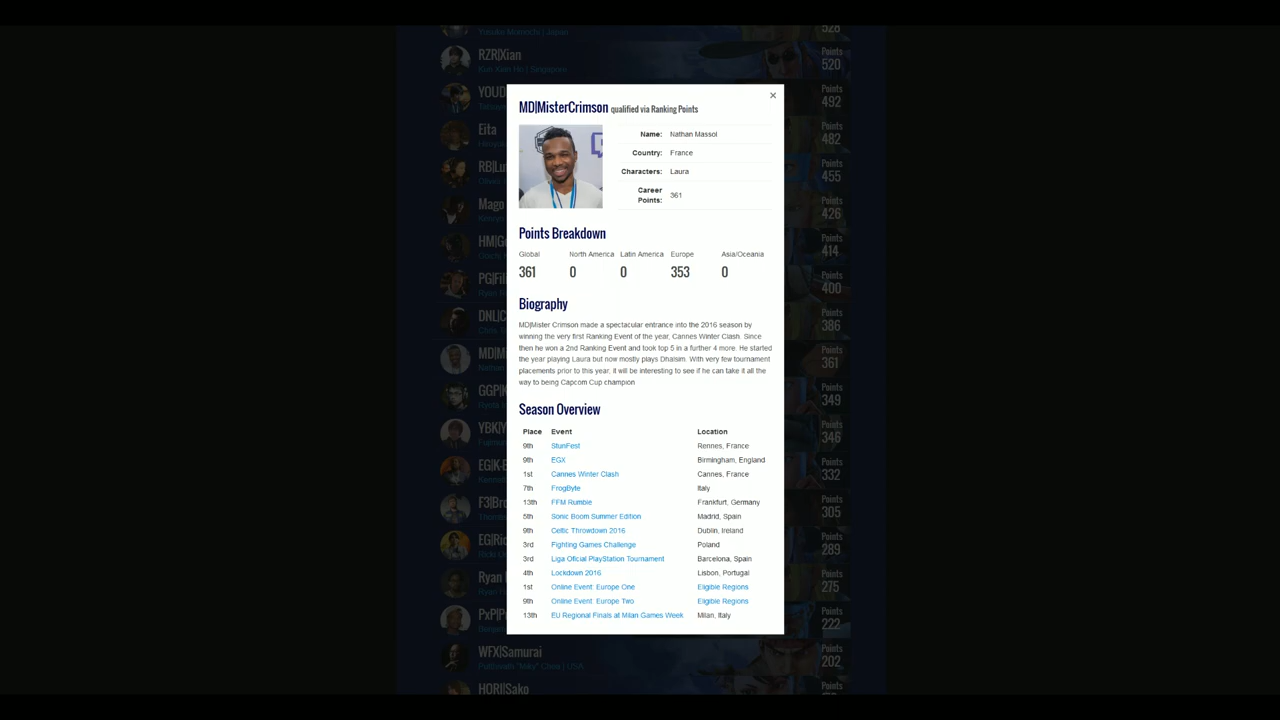 528
RZR|Xian
Points
520
Kun Xian Ho | Singapore
YOUD
Points
492
Eita
Points
482
RB|Lu
Points
455
Mago
Points
426
Points
414
Points
400
Points
386
Points
361
Points
349
Points
346
Points
332
Points
305
Points
289
Ryan
Points
275
Points
222
WFX|Samurai
Points
202
HORI|Sako
Points
×
MD|MisterCrimson qualified via Ranking Points
Name: Nathan Massol
Country: France
Characters: Laura
Career
Points: 361
Points Breakdown
Global North America Latin America Europe Asia/Oceania
361 0 0 353 0
Biography
MD|Mister Crimson made a spectacular entrance into the 2016 season by
winning the very first Ranking Event of the year, Cannes Winter Clash. Since
then he won a 2nd Ranking Event and took top 5 in a further 4 more. He started
the year playing Laura but now mostly plays Dhalsim. With very few tournament
placements prior to this year, it will be interesting to see if he can take it all the
way to being Capcom Cup champion
Season Overview
Place Event Location
9th StunFest Rennes, France
9th EGX Birmingham, England
1st Cannes Winter Clash Cannes, France
7th FrogByte Italy
13th FFM Rumble Frankfurt, Germany
5th Sonic Boom Summer Edition Madrid, Spain
9th Celtic Throwdown 2016 Dublin, Ireland
3rd Fighting Games Challenge Poland
3rd Liga Oficial PlayStation Tournament Barcelona, Spain
4th Lockdown 2016 Lisbon, Portugal
1st Online Event: Europe One Eligible Regions
9th Online Event: Europe Two Eligible Regions
13th EU Regional Finals at Milan Games Week Milan, Italy